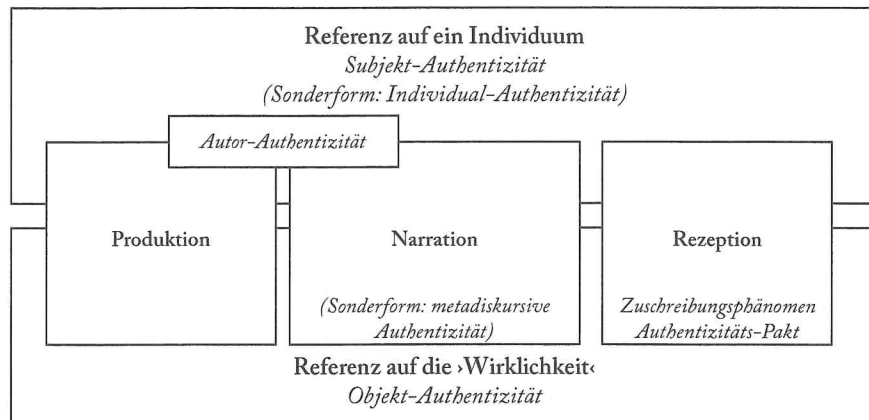 Referenz auf ein Individuum
Subjekt-Authentizität
(Sonderform: Individual-Authentizität)
Autor-Authentizität
Produktion
Narration
Rezeption
(Sonderform: metadiskursive
Authentizität)
Zuschreibungsphänomen
Authentizitäts-Pakt
Referenz auf die ›Wirklichkeit‹
Objekt-Authentizität